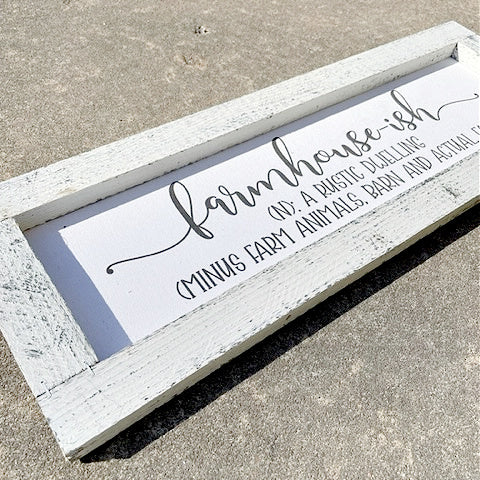 farmhouse-ish
(N). A RUSTIC DWELLING
(MINUS FARM ANIMALS, BARN AND ACTUAL